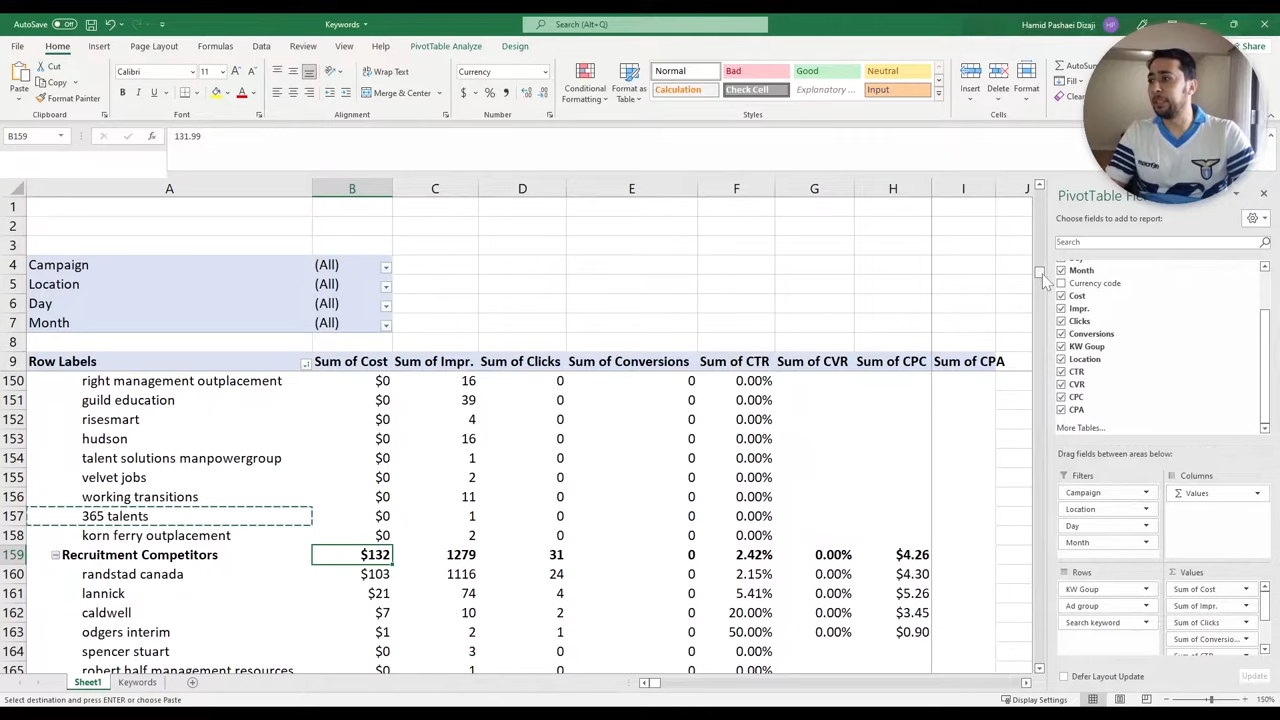 AutoSave Off
Keywords
Search (Alt+Q)
Hamid Pashaei Dizaji HP
File Home Insert Page Layout Formulas Data Review View Help PivotTable Analyze Design Share
Paste
Cut
Copy
Format Painter
Clipboard
Calibri 11
B I U
Font
Wrap Text
Merge & Center
Alignment
Currency
Number
Conditional Formatting
Format as Table
Normal Bad Good Neutral
Calculation Check Cell Explanatory ... Input
Styles
Insert Delete Format
Cells
AutoSu
Fill
Clea
B159 131.99
A B C D E F G H I J
1
2
3
4 Campaign (All)
5 Location (All)
6 Day (All)
7 Month (All)
8
9 Row Labels Sum of Cost Sum of Impr. Sum of Clicks Sum of Conversions Sum of CTR Sum of CVR Sum of CPC Sum of CPA
150 right management outplacement $0 16 0 0 0.00%
151 guild education $0 39 0 0 0.00%
152 risesmart $0 4 0 0 0.00%
153 hudson $0 16 0 0 0.00%
154 talent solutions manpowergroup $0 1 0 0 0.00%
155 velvet jobs $0 2 0 0 0.00%
156 working transitions $0 11 0 0 0.00%
157 365 talents $0 1 0 0 0.00%
158 korn ferry outplacement $0 2 0 0 0.00%
159 Recruitment Competitors $132 1279 31 0 2.42% 0.00% $4.26
160 randstad canada $103 1116 24 0 2.15% 0.00% $4.30
161 lannick $21 74 4 0 5.41% 0.00% $5.26
162 caldwell $7 10 2 0 20.00% 0.00% $3.45
163 odgers interim $1 2 1 0 50.00% 0.00% $0.90
164 spencer stuart $0 3 0 0 0.00%
165 robert half management resources $0 1 0 0 0.00%
PivotTable Fie
Choose fields to add to report:
Search
Month
Currency code
Cost
Impr.
Clicks
Conversions
KW Goup
Location
CTR
CVR
CPC
CPA
More Tables...
Drag fields between areas below:
Filters
Campaign
Location
Day
Month
Columns
Σ Values
Rows
KW Goup
Ad group
Search keyword
Σ Values
Sum of Cost
Sum of Impr.
Sum of Clicks
Sum of Conversio...
Sum of CTR
Defer Layout Update Update
Sheet1 Keywords
Select destination and press ENTER or choose Paste
Display Settings
150%